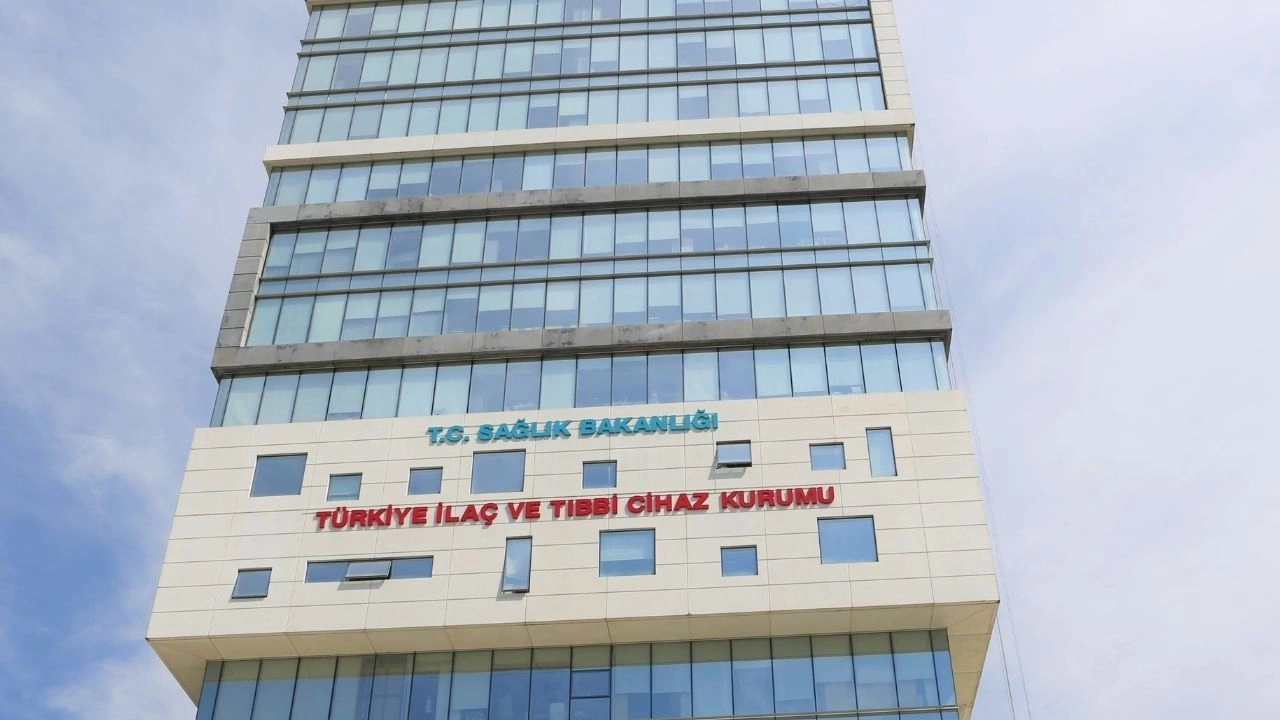 T.C. SAĞLIK BAKANLIĞI
TÜRKİYE İLAÇ VE TIBBİ CİHAZ KURUMU